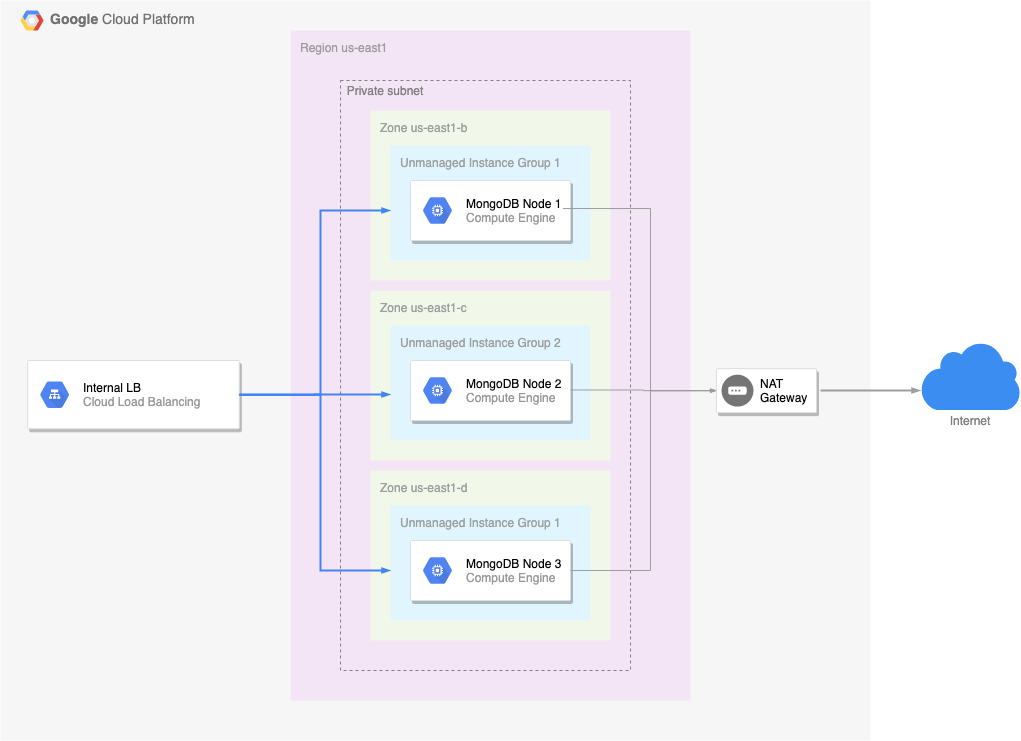 Google Cloud Platform
Region us-east1
Private subnet
Zone us-east1-b
Unmanaged Instance Group 1
MongoDB Node 1
Compute Engine
Zone us-east1-c
Unmanaged Instance Group 2
MongoDB Node 2
Compute Engine
Internal LB
Cloud Load Balancing
NAT
Gateway
Internet
Zone us-east1-d
Unmanaged Instance Group 1
MongoDB Node 3
Compute Engine